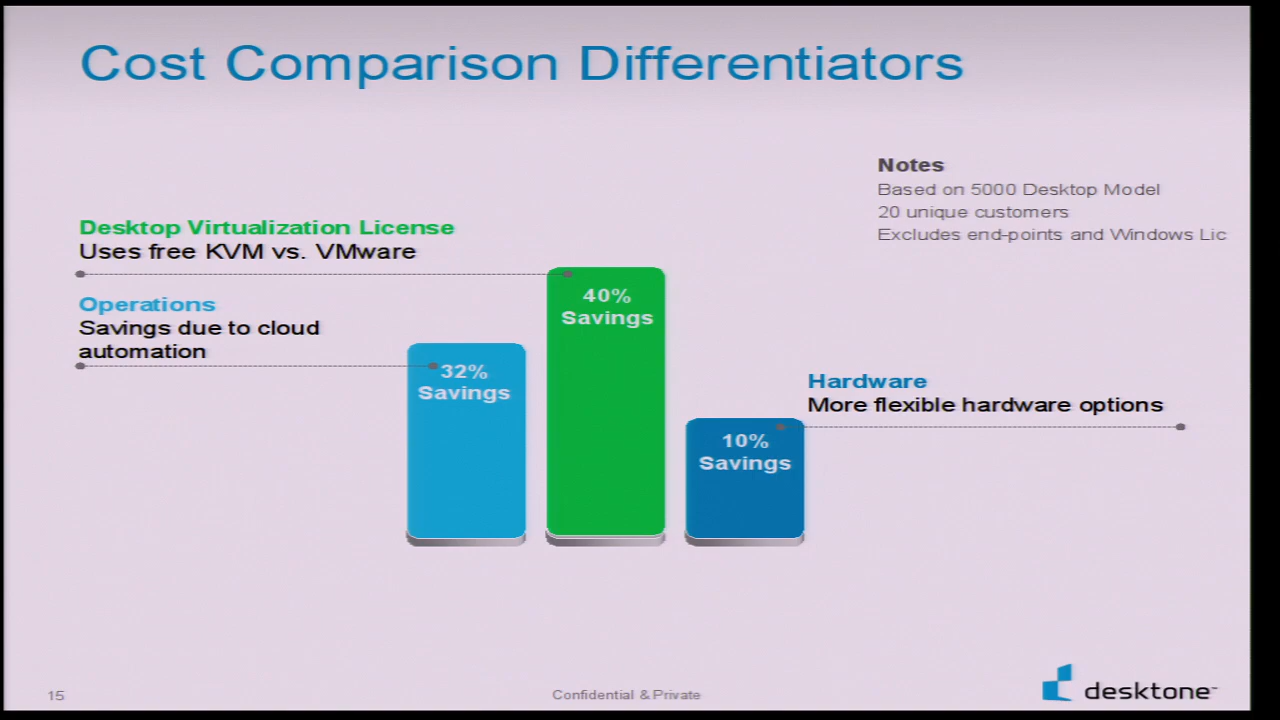 Cost Comparison Differentiators
Notes
Based on 5000 Desktop Model
20 unique customers
Excludes end-points and Windows Lic
Desktop Virtualization License
Uses free KVM vs. VMware
Operations
Savings due to cloud
automation
40%
Savings
32%
Savings
Hardware
More flexible hardware options
10%
Savings
15
Confidential & Private
desktone™